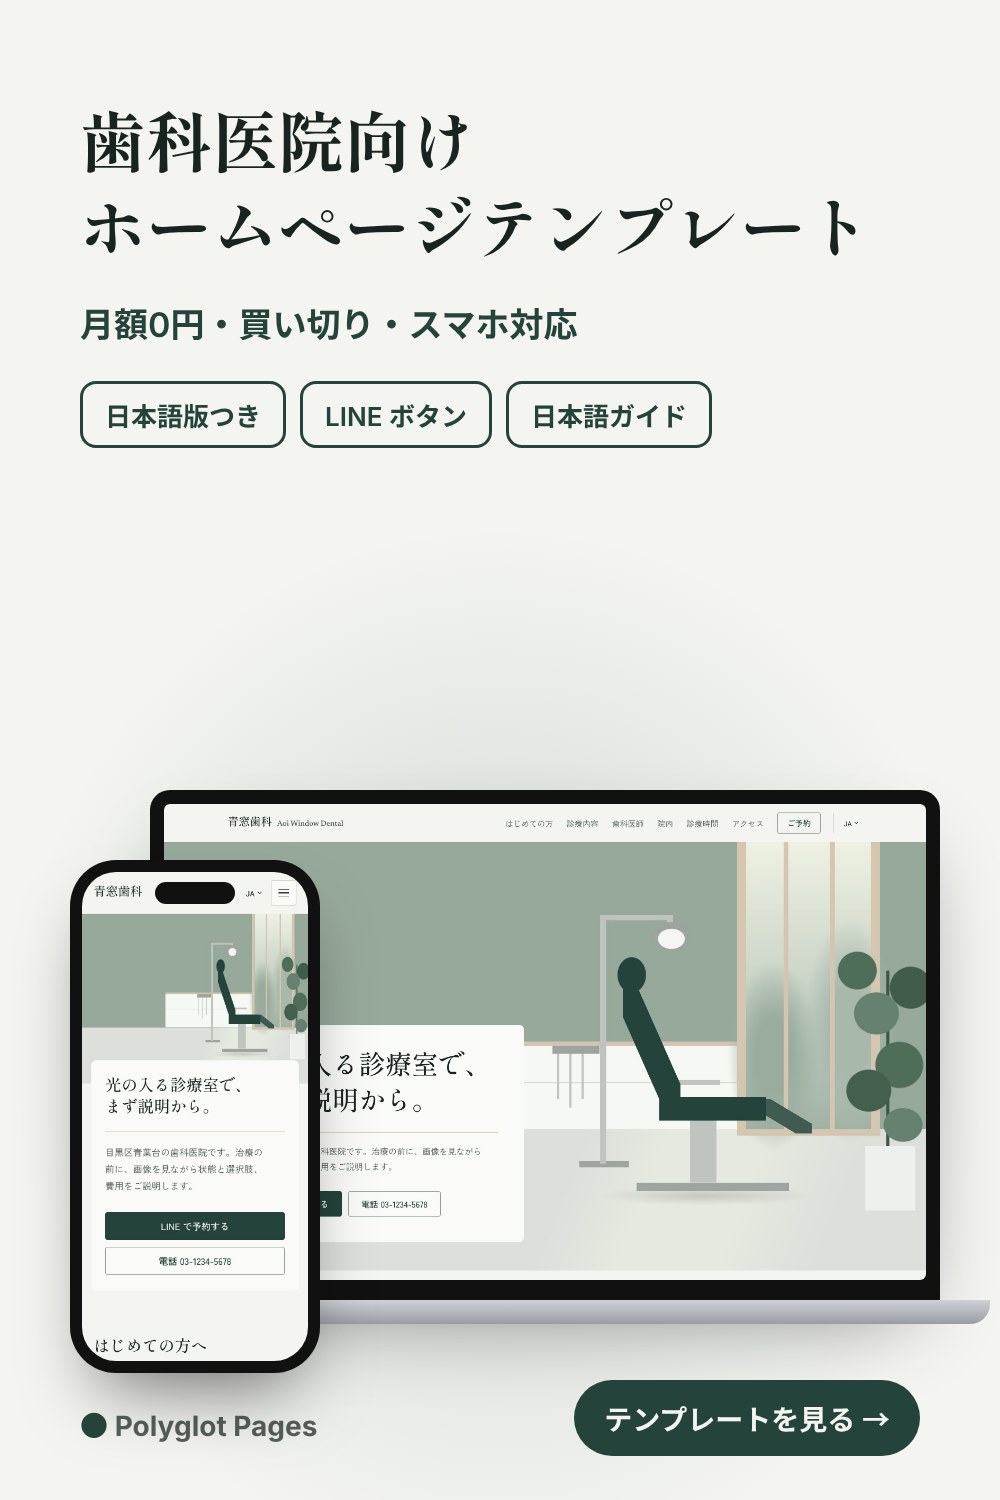 歯科医院向け
ホームページテンプレート
月額0円・買い切り・スマホ対応
日本語版つき
LINE ボタン
日本語ガイド
青窓歯科 Aoi Window Dental
はじめての方 診療内容 歯科医師 院内 診療時間 アクセス ご予約 JA
入る診療室で、
説明から。
科医院です。治療の前に、画像を見ながら
用をご説明します。
る
電話 03-1234-5678
青窓歯科
JA
光の入る診療室で、
まず説明から。
目黒区青葉台の歯科医院です。治療の
前に、画像を見ながら状態と選択肢、
費用をご説明します。
LINE で予約する
電話 03-1234-5678
はじめての方へ
Polyglot Pages
テンプレートを見る →